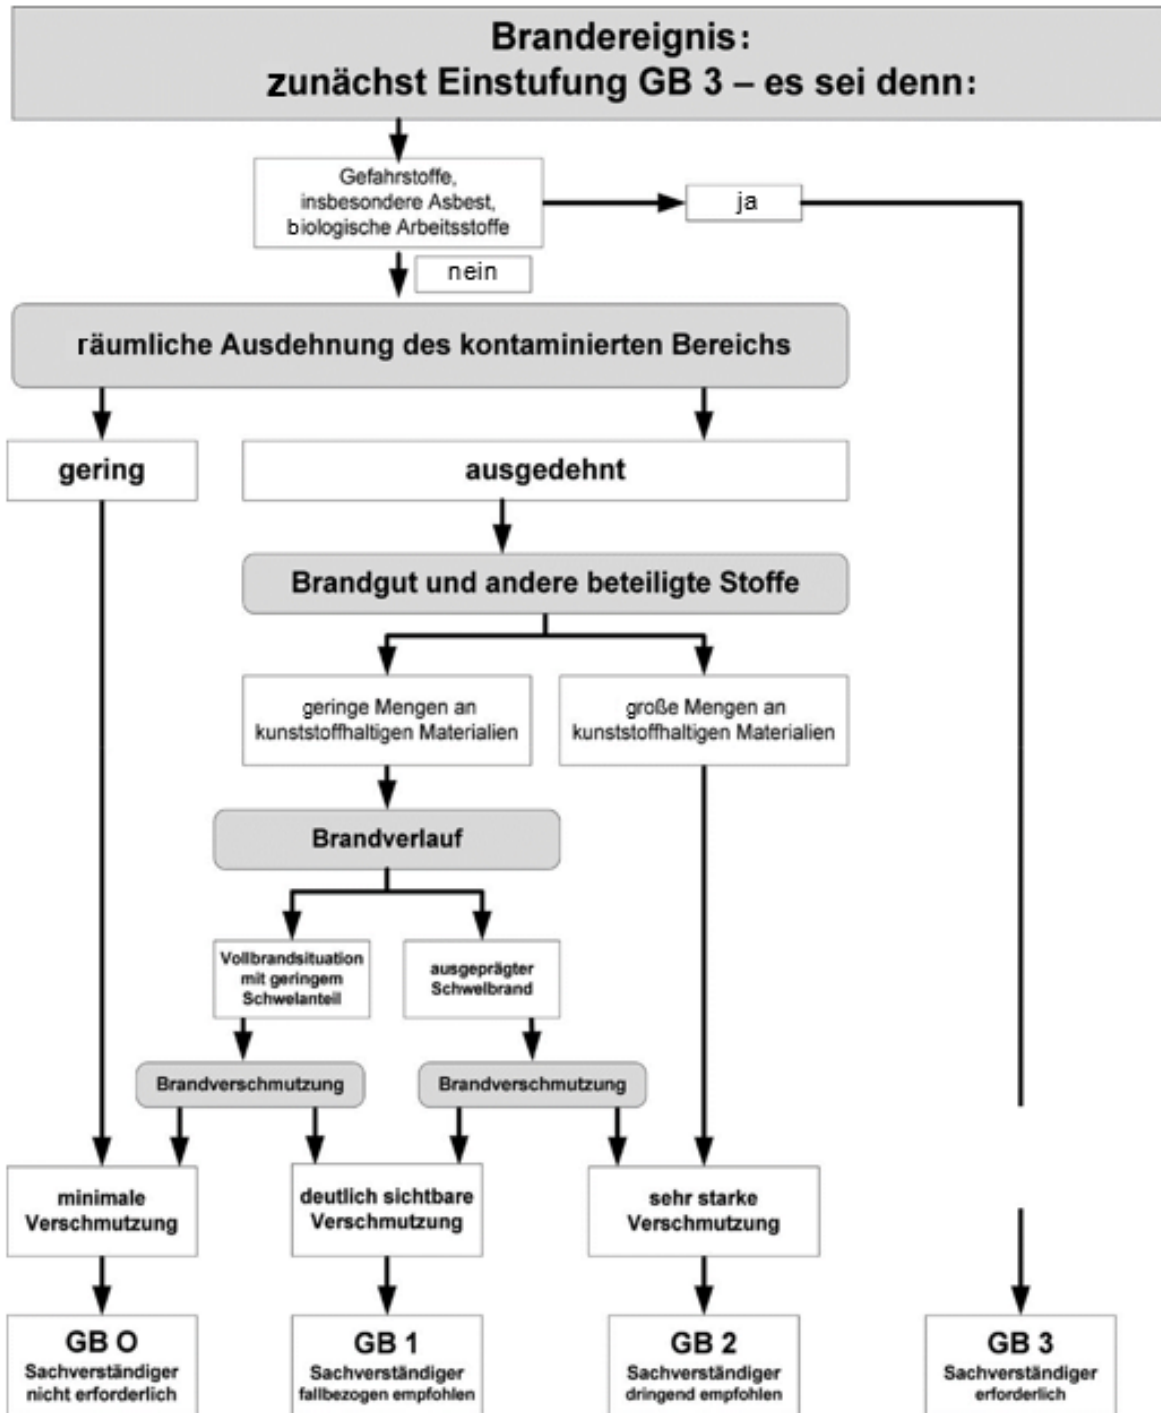 Brandereignis:
zunächst Einstufung GB 3 – es sei denn:
Gefahrstoffe,
insbesondere Asbest,
biologische Arbeitsstoffe
ja
nein
räumliche Ausdehnung des kontaminierten Bereichs
gering
ausgedehnt
Brandgut und andere beteiligte Stoffe
geringe Mengen an
kunststoffhaltigen Materialien
große Mengen an
kunststoffhaltigen Materialien
Brandverlauf
Vollbrandsituation
mit geringem
Schwelanteil
ausgeprägter
Schwelbrand
Brandverschmutzung
Brandverschmutzung
minimale
Verschmutzung
deutlich sichtbare
Verschmutzung
sehr starke
Verschmutzung
GB O
Sachverständiger
nicht erforderlich
GB 1
Sachverständiger
fallbezogen empfohlen
GB 2
Sachverständiger
dringend empfohlen
GB 3
Sachverständiger
erforderlich